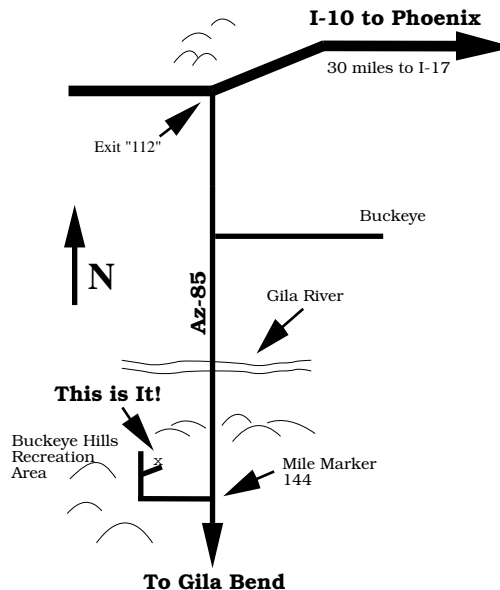 I-10 to Phoenix
30 miles to I-17
Exit "112"
Buckeye
N
Az-85
Gila River
This is It!
Buckeye Hills
Recreation
Area
x
Mile Marker
144
To Gila Bend